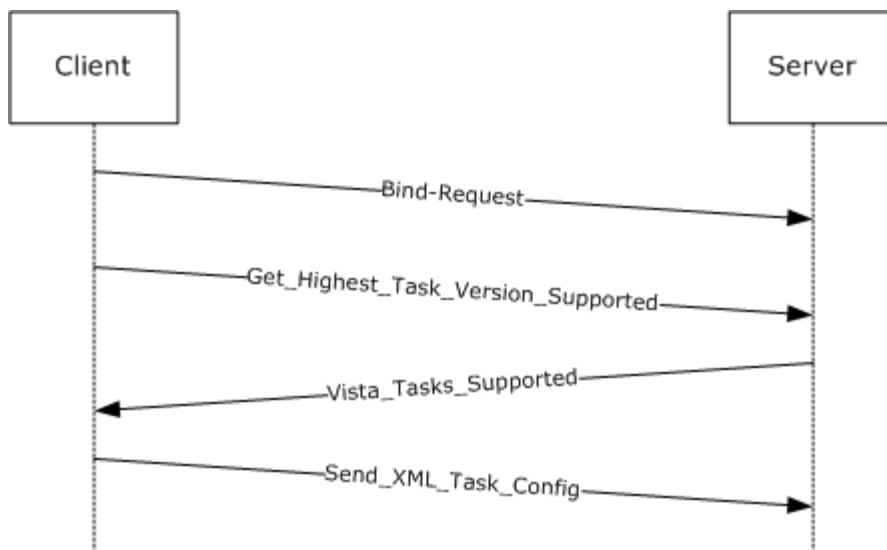 Client
Server
Bind-Request
Get_Highest_Task_Version_Supported
Vista_Tasks_Supported
Send_XML_Task_Config